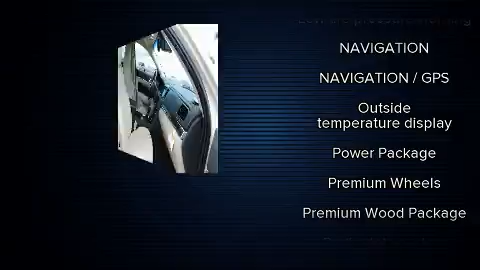 NAVIGATION
NAVIGATION / GPS
Outside
temperature display
Power Package
Premium Wheels
Premium Wood Package